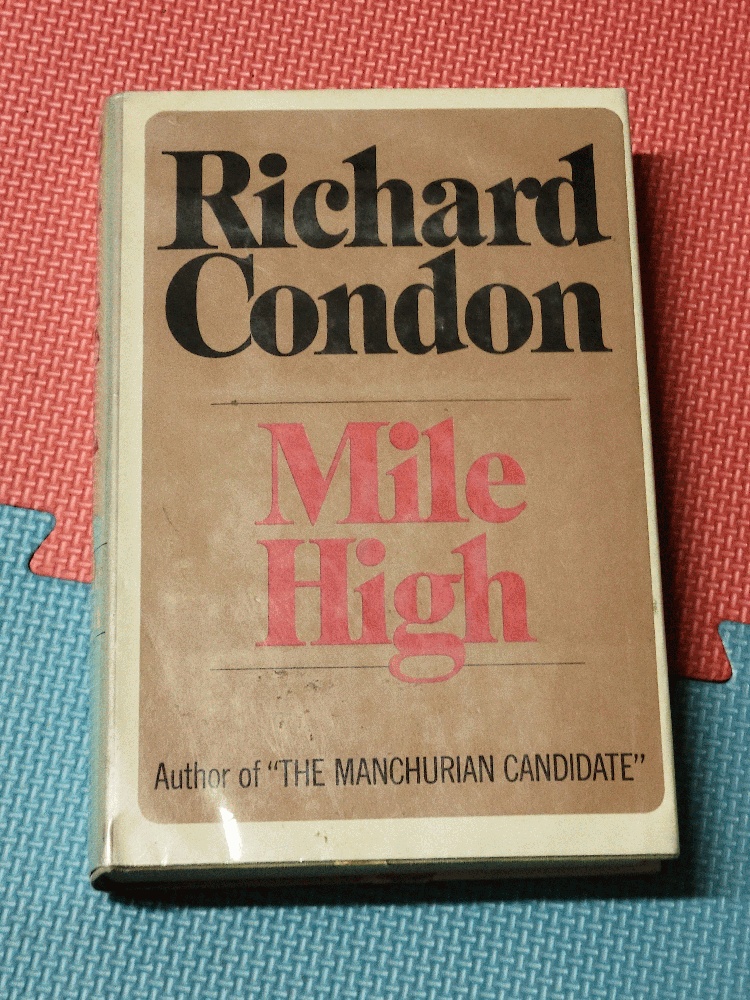 Richard
Condon
Mile
High
Author of “THE MANCHURIAN CANDIDATE”